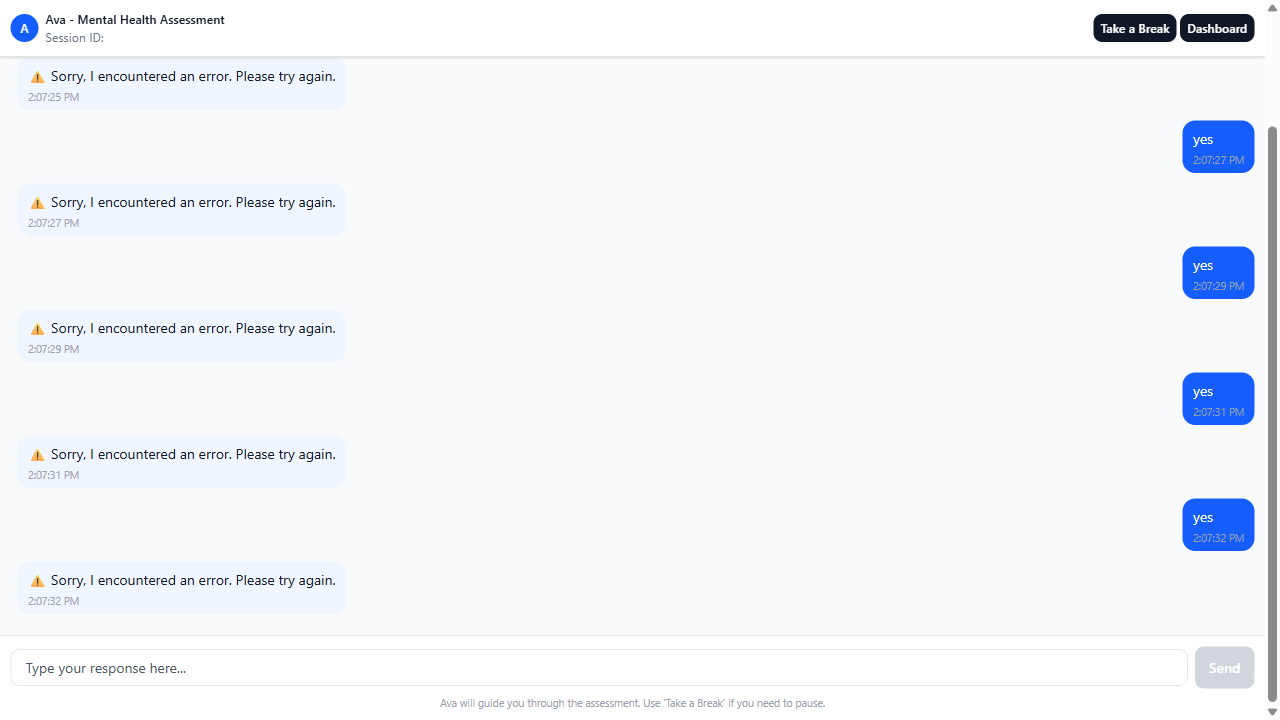 A
Ava - Mental Health Assessment
Session ID:
Take a Break
Dashboard
⚠️ Sorry, I encountered an error. Please try again.
2:07:25 PM
yes
2:07:27 PM
⚠️ Sorry, I encountered an error. Please try again.
2:07:27 PM
yes
2:07:29 PM
⚠️ Sorry, I encountered an error. Please try again.
2:07:29 PM
yes
2:07:31 PM
⚠️ Sorry, I encountered an error. Please try again.
2:07:31 PM
yes
2:07:32 PM
⚠️ Sorry, I encountered an error. Please try again.
2:07:32 PM
Type your response here...
Send
Ava will guide you through the assessment. Use 'Take a Break' if you need to pause.